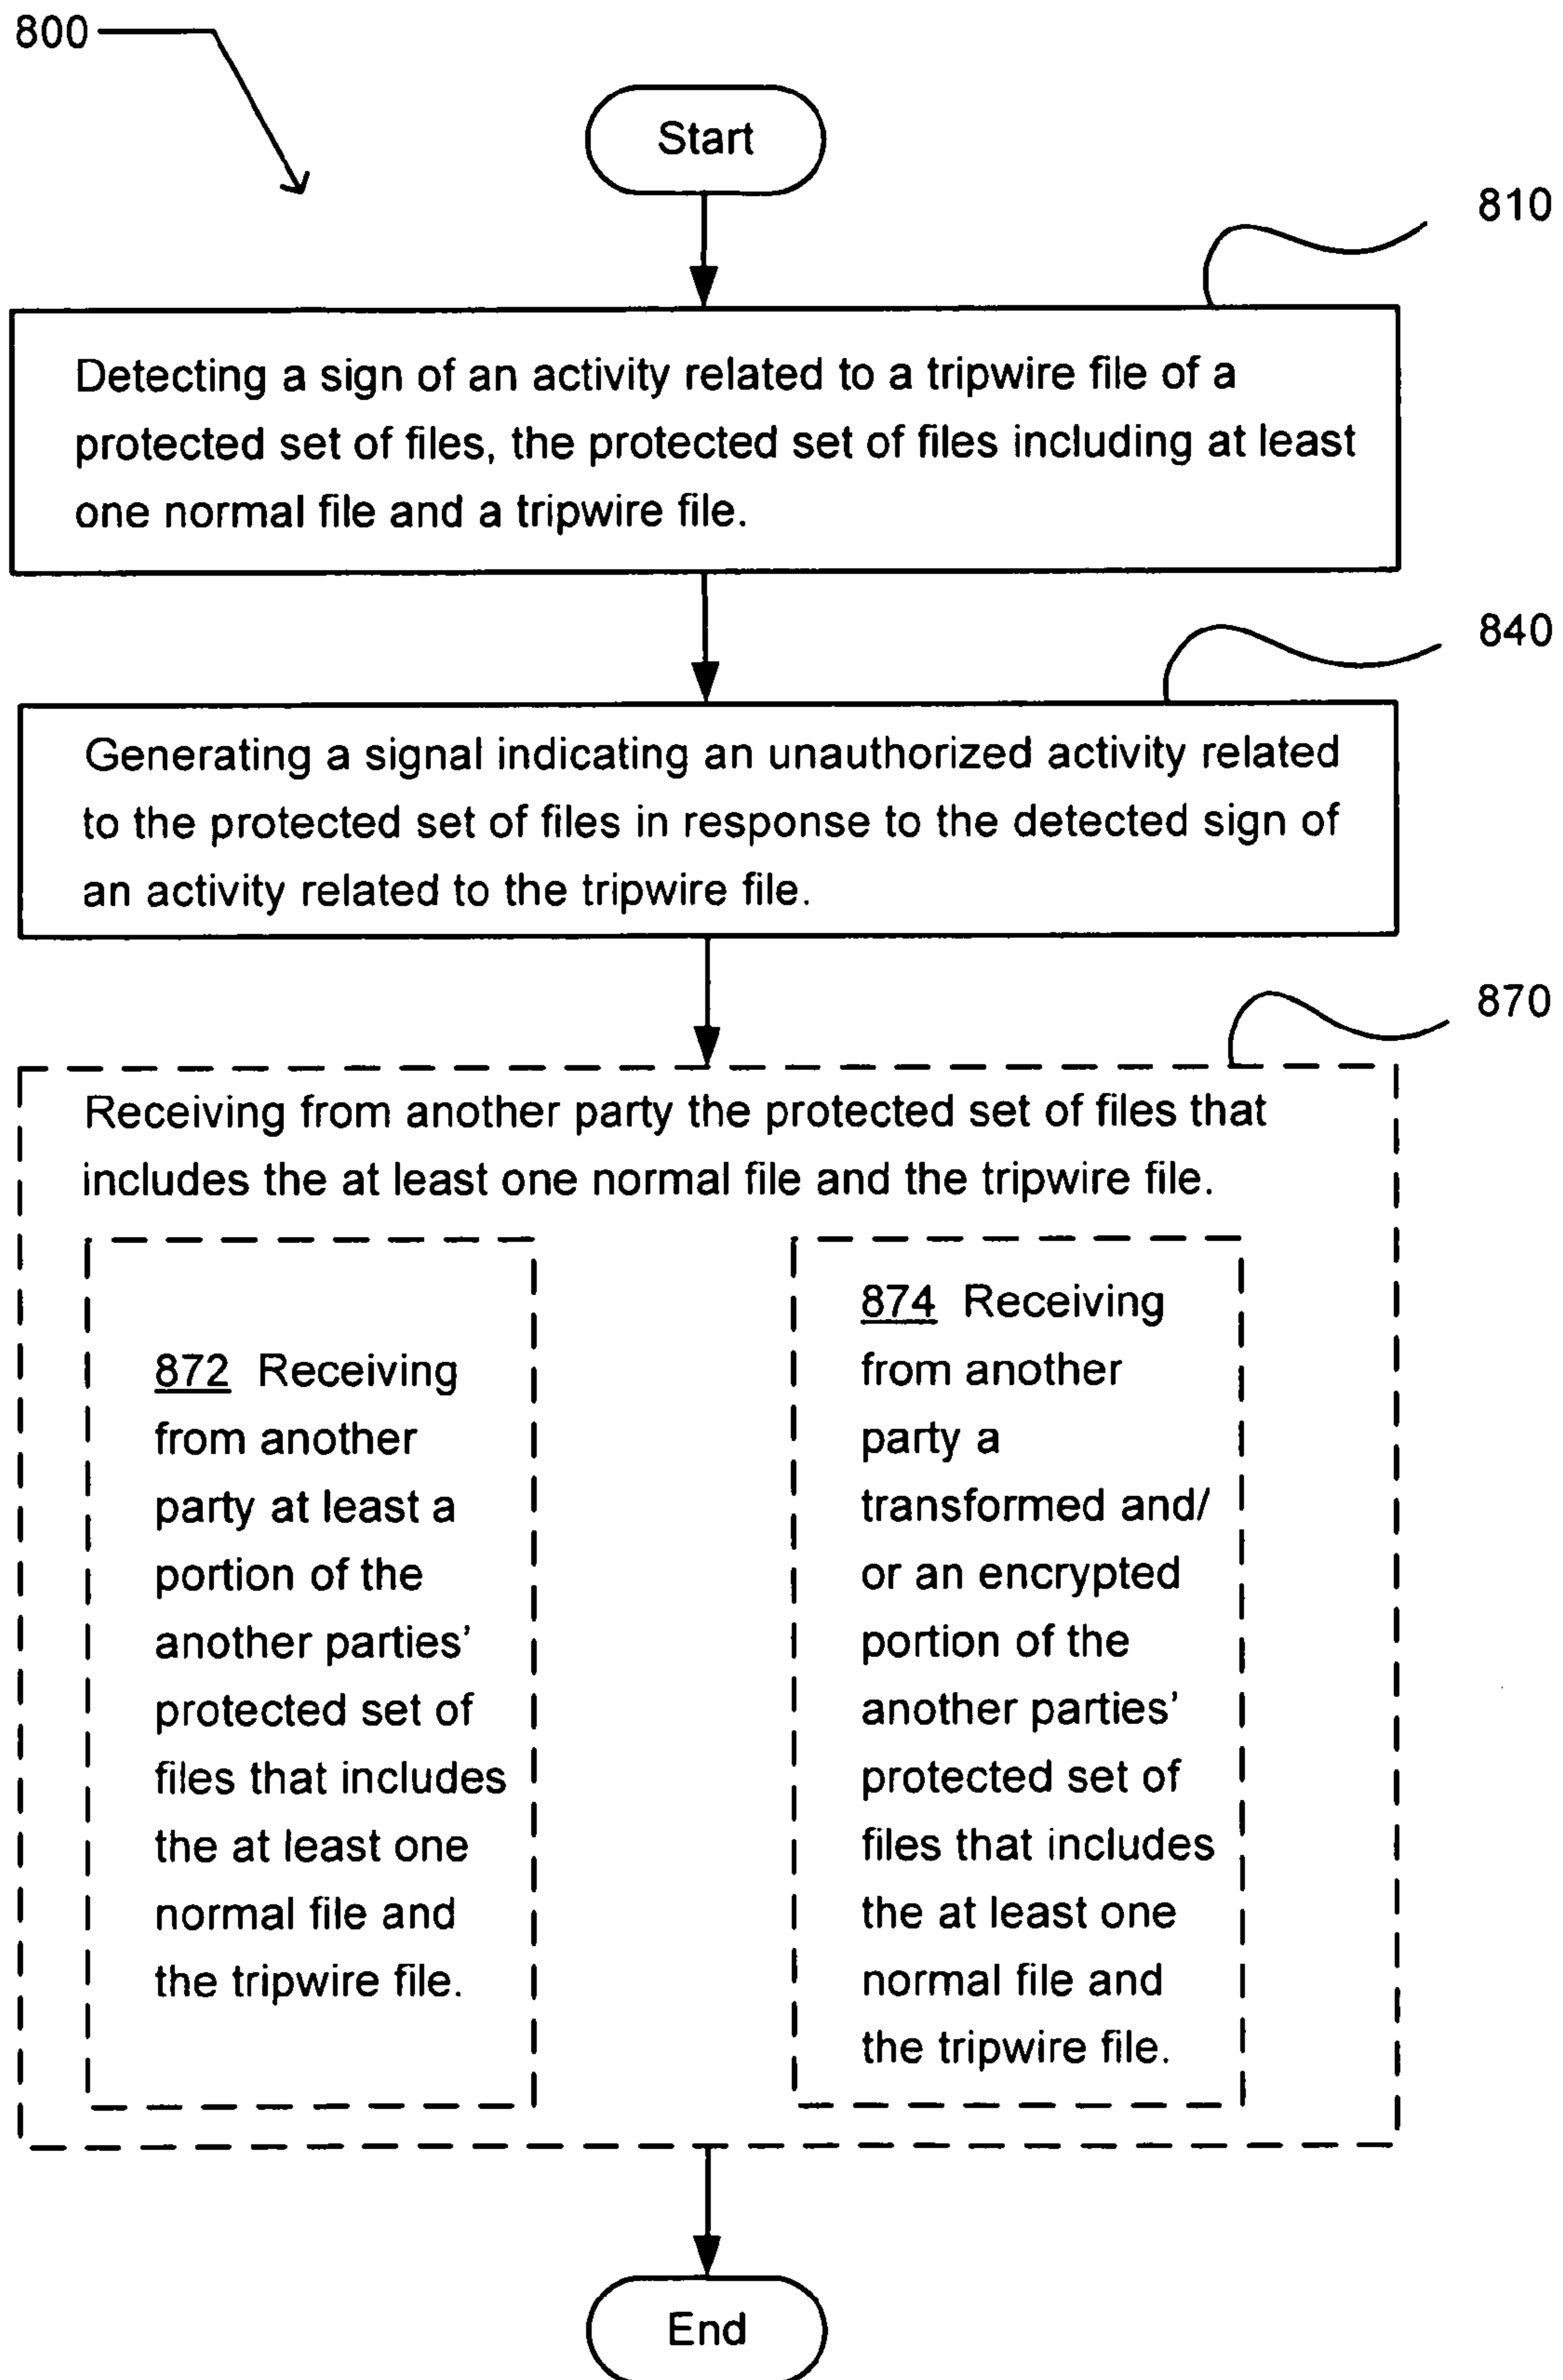 800
Start
810
Detecting a sign of an activity related to a tripwire file of a
protected set of files, the protected set of files including at least
one normal file and a tripwire file.
840
Generating a signal indicating an unauthorized activity related
to the protected set of files in response to the detected sign of
an activity related to the tripwire file.
870
Receiving from another party the protected set of files that
includes the at least one normal file and the tripwire file.
872 Receiving
from another
party at least a
portion of the
another parties’
protected set of
files that includes
the at least one
normal file and
the tripwire file.
874 Receiving
from another
party a
transformed and/
or an encrypted
portion of the
another parties’
protected set of
files that includes
the at least one
normal file and
the tripwire file.
End